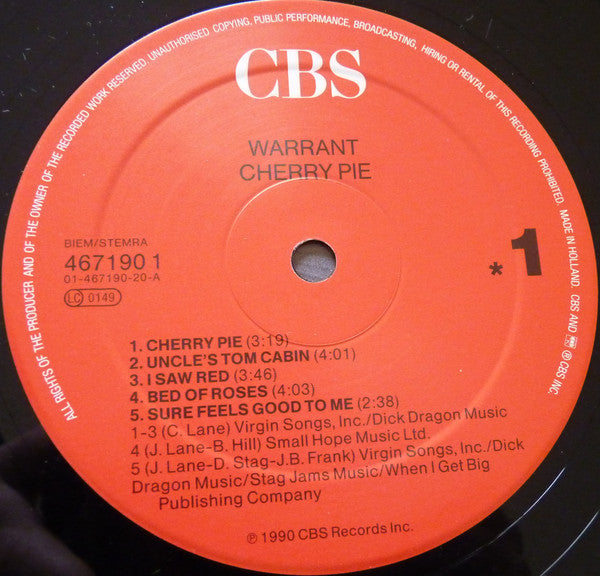 ALL RIGHTS OF THE PRODUCER AND OF THE OWNER OF THE RECORDED WORK RESERVED. UNAUTHORISED COPYING, PUBLIC PERFORMANCE, BROADCASTING, HIRING OR RENTAL OF THIS RECORDING PROHIBITED. MADE IN HOLLAND. CBS AND ® CBS INC.
CBS
WARRANT
CHERRY PIE
BIEM/STEMRA
467190 1
01-467190-20-A
LC 0149
*1
1. CHERRY PIE (3:19)
2. UNCLE'S TOM CABIN (4:01)
3. I SAW RED (3:46)
4. BED OF ROSES (4:03)
5. SURE FEELS GOOD TO ME (2:38)
1-3 (C. Lane) Virgin Songs, Inc./Dick Dragon Music
4 (J. Lane-B. Hill) Small Hope Music Ltd.
5 (J. Lane-D. Stag-J.B. Frank) Virgin Songs, Inc./Dick
Dragon Music/Stag Jams Music/When I Get Big
Publishing Company
℗ 1990 CBS Records Inc.